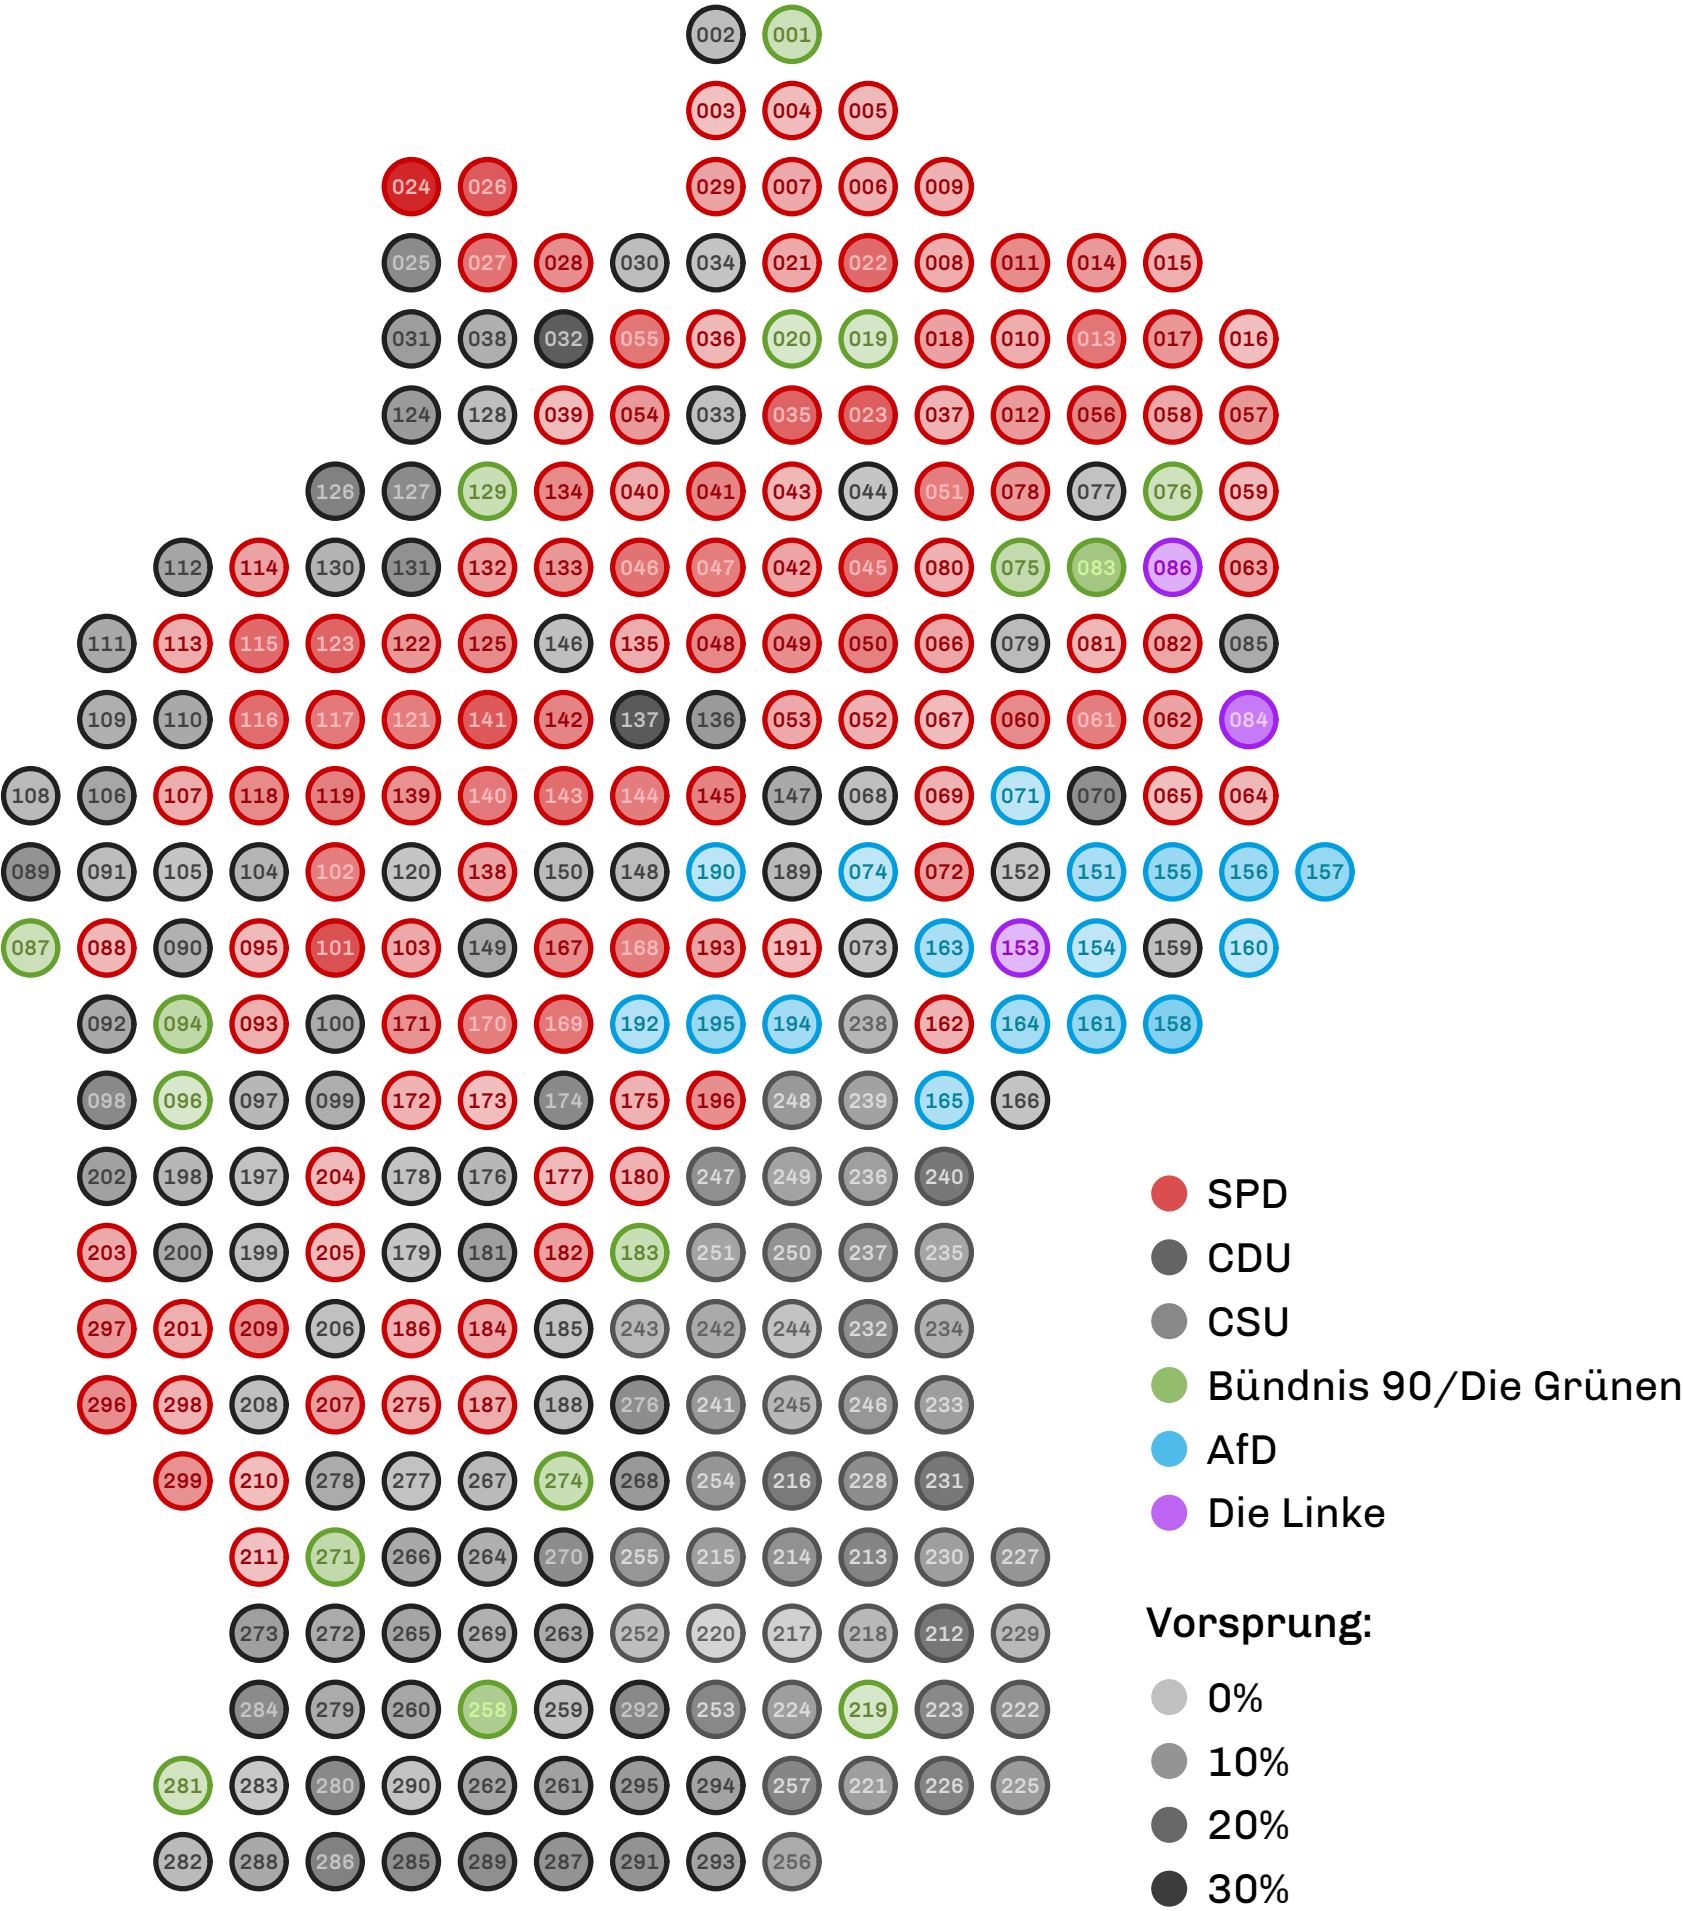 002 001
003 004 005
024 026 029 007 006 009
025 027 028 030 034 021 022 008 011 014 015
031 038 032 055 036 020 019 018 010 013 017 016
124 128 039 054 033 035 023 037 012 056 058 057
126 127 129 134 040 041 043 044 051 078 077 076 059
112 114 130 131 132 133 046 047 042 045 080 075 083 086 063
111 113 115 123 122 125 146 135 048 049 050 066 079 081 082 085
109 110 116 117 121 141 142 137 136 053 052 067 060 061 062 084
108 106 107 118 119 139 140 143 144 145 147 068 069 071 070 065 064
089 091 105 104 102 120 138 150 148 190 189 074 072 152 151 155 156 157
087 088 090 095 101 103 149 167 168 193 191 073 163 153 154 159 160
092 094 093 100 171 170 169 192 195 194 238 162 164 161 158
098 096 097 099 172 173 174 175 196 248 239 165 166
202 198 197 204 178 176 177 180 247 249 236 240
203 200 199 205 179 181 182 183 251 250 237 235
297 201 209 206 186 184 185 243 242 244 232 234
296 298 208 207 275 187 188 276 241 245 246 233
299 210 278 277 267 274 268 254 216 228 231
211 271 266 264 270 255 215 214 213 230 227
273 272 265 269 263 252 220 217 218 212 229
284 279 260 258 259 292 253 224 219 223 222
281 283 280 290 262 261 295 294 257 221 226 225
282 288 286 285 289 287 291 293 256
SPD
CDU
CSU
Bündnis 90/Die Grünen
AfD
Die Linke
Vorsprung:
0%
10%
20%
30%